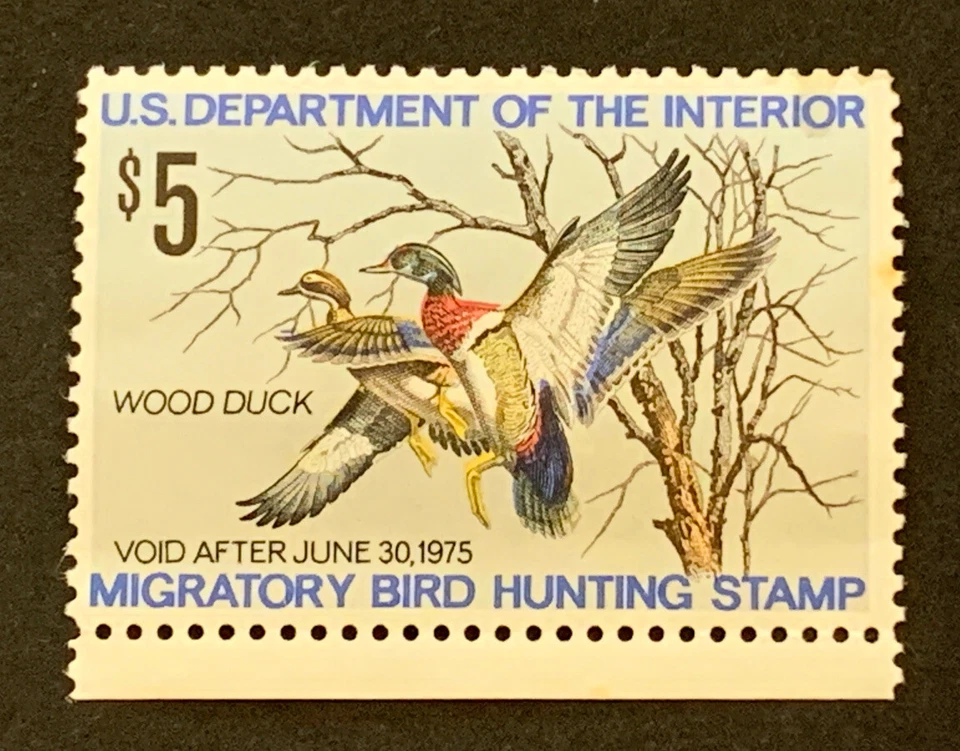 U.S. DEPARTMENT OF THE INTERIOR
$5
WOOD DUCK
VOID AFTER JUNE 30, 1975
MIGRATORY BIRD HUNTING STAMP